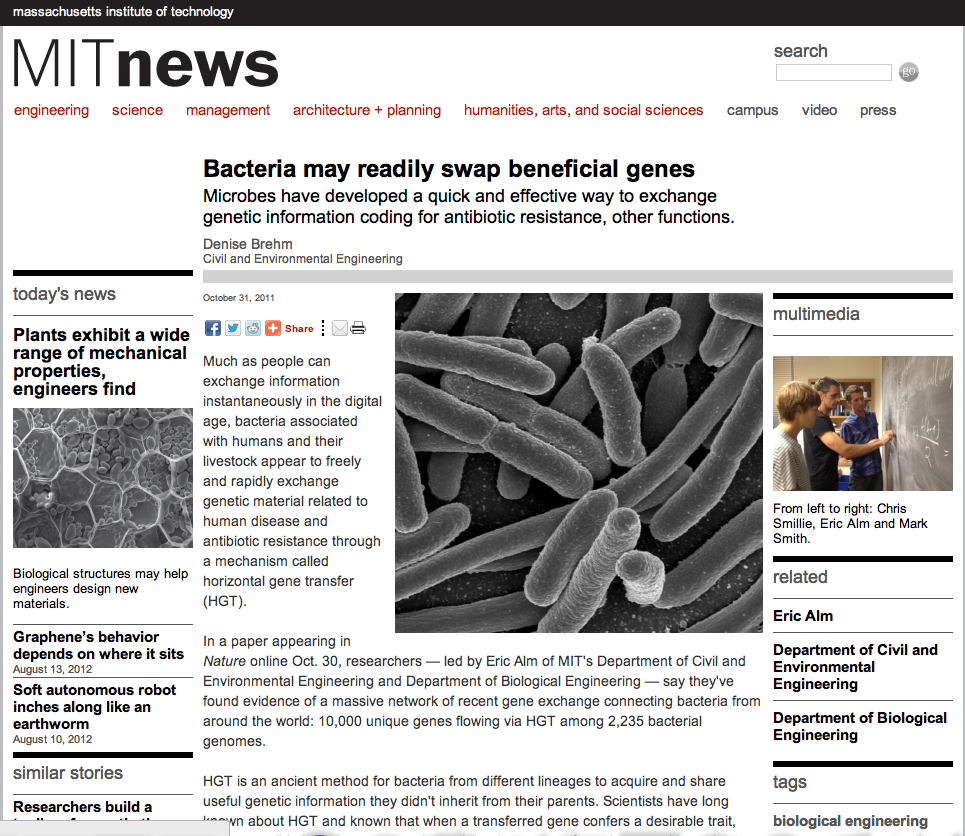 massachusetts institute of technology
MITnews
search
go
engineering science management architecture + planning humanities, arts, and social sciences campus video press
Bacteria may readily swap beneficial genes
Microbes have developed a quick and effective way to exchange
genetic information coding for antibiotic resistance, other functions.
Denise Brehm
Civil and Environmental Engineering
today's news
Plants exhibit a wide
range of mechanical
properties,
engineers find
Biological structures may help
engineers design new
materials.
Graphene's behavior
depends on where it sits
August 13, 2012
Soft autonomous robot
inches along like an
earthworm
August 10, 2012
similar stories
Researchers build a
October 31, 2011
Share
Much as people can
exchange information
instantaneously in the digital
age, bacteria associated
with humans and their
livestock appear to freely
and rapidly exchange
genetic material related to
human disease and
antibiotic resistance through
a mechanism called
horizontal gene transfer
(HGT).
In a paper appearing in
Nature online Oct. 30, researchers — led by Eric Alm of MIT's Department of Civil and
Environmental Engineering and Department of Biological Engineering — say they've
found evidence of a massive network of recent gene exchange connecting bacteria from
around the world: 10,000 unique genes flowing via HGT among 2,235 bacterial
genomes.
HGT is an ancient method for bacteria from different lineages to acquire and share
useful genetic information they didn't inherit from their parents. Scientists have long
known about HGT and known that when a transferred gene confers a desirable trait,
multimedia
From left to right: Chris
Smillie, Eric Alm and Mark
Smith.
related
Eric Alm
Department of Civil and
Environmental
Engineering
Department of Biological
Engineering
tags
biological engineering